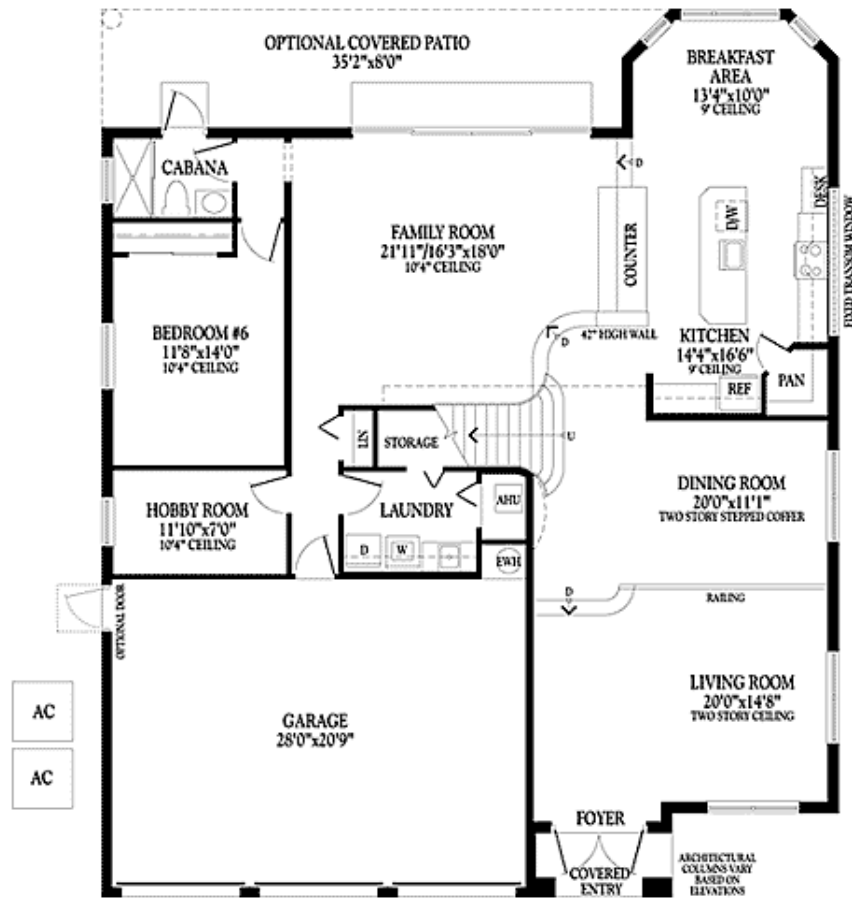 OPTIONAL COVERED PATIO
35'2"x8'0"
BREAKFAST
AREA
13'4"x10'0"
9' CEILING
CABANA
D
DESK
D/W
FAMILY ROOM
21'11"/16'3"x18'0"
10'4" CEILING
COUNTER
FIXED TRANSOM WINDOW
BEDROOM #6
11'8"x14'0"
10'4" CEILING
42" HIGH WALL
D
KITCHEN
14'4"x16'6"
9' CEILING
PAN
REF
LIN
STORAGE
U
HOBBY ROOM
11'10"x7'0"
10'4" CEILING
LAUNDRY
AHU
D
W
EWH
DINING ROOM
20'0"x11'1"
TWO STORY STEPPED COFFER
OPTIONAL DOOR
D
RAILING
AC
AC
GARAGE
28'0"x20'9"
LIVING ROOM
20'0"x14'8"
TWO STORY CEILING
FOYER
COVERED
ENTRY
ARCHITECTURAL
COLUMNS VARY
BASED ON
ELEVATIONS